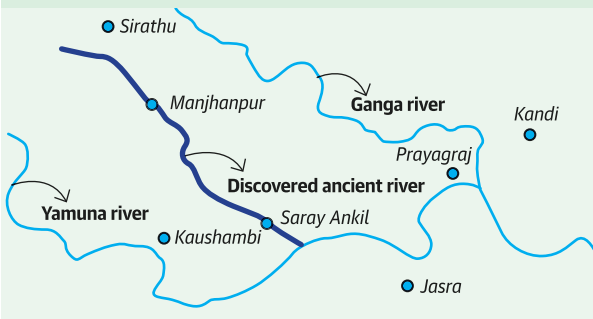 Sirathu
Manjhanpur
Ganga river
Kandi
Prayagraj
Discovered ancient river
Yamuna river
Saray Ankil
Kaushambi
Jasra